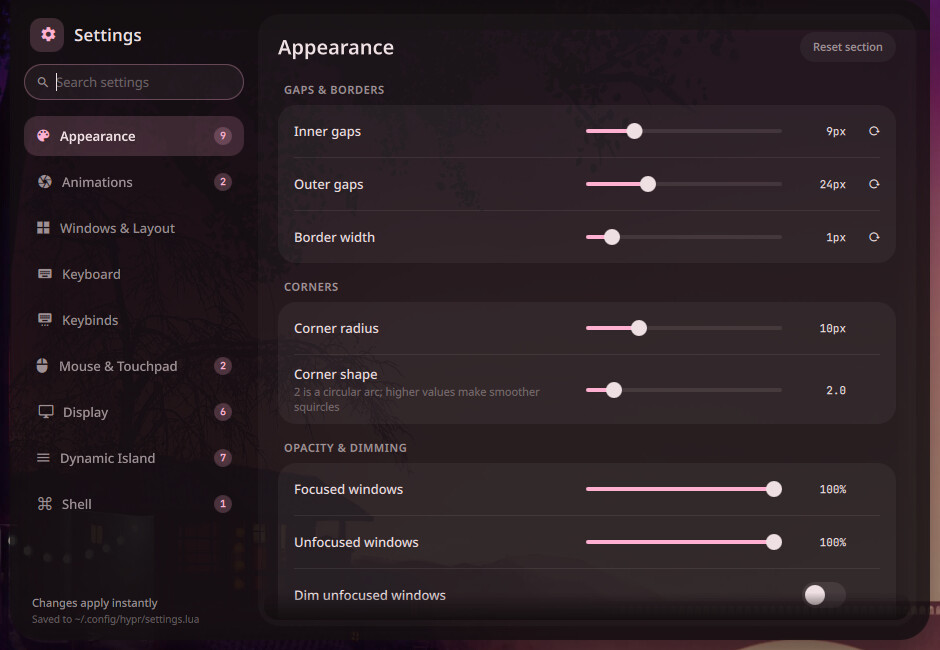 Settings
Search settings
Appearance 9
Animations 2
Windows & Layout
Keyboard
Keybinds
Mouse & Touchpad 2
Display 6
Dynamic Island 7
Shell 1
Changes apply instantly
Saved to ~/.config/hypr/settings.lua
Appearance
Reset section
GAPS & BORDERS
Inner gaps 9px
Outer gaps 24px
Border width 1px
CORNERS
Corner radius 10px
Corner shape
2 is a circular arc; higher values make smoother
squircles
2.0
OPACITY & DIMMING
Focused windows 100%
Unfocused windows 100%
Dim unfocused windows